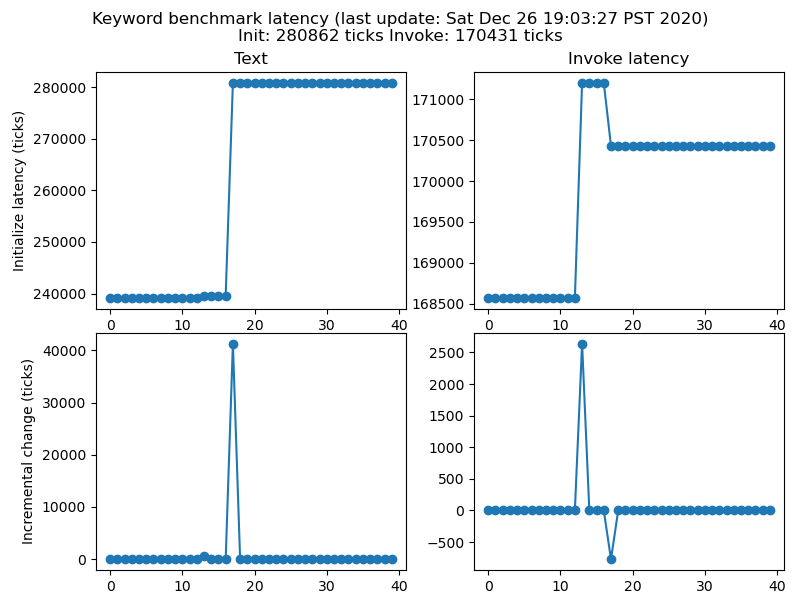 Keyword benchmark latency (last update: Sat Dec 26 19:03:27 PST 2020)
Init: 280862 ticks Invoke: 170431 ticks
Text
Invoke latency
Initialize latency (ticks)
280000
270000
260000
250000
240000
0 10 20 30 40
171000
170500
170000
169500
169000
168500
0 10 20 30 40
Incremental change (ticks)
40000
30000
20000
10000
0
0 10 20 30 40
2500
2000
1500
1000
500
0
−500
0 10 20 30 40